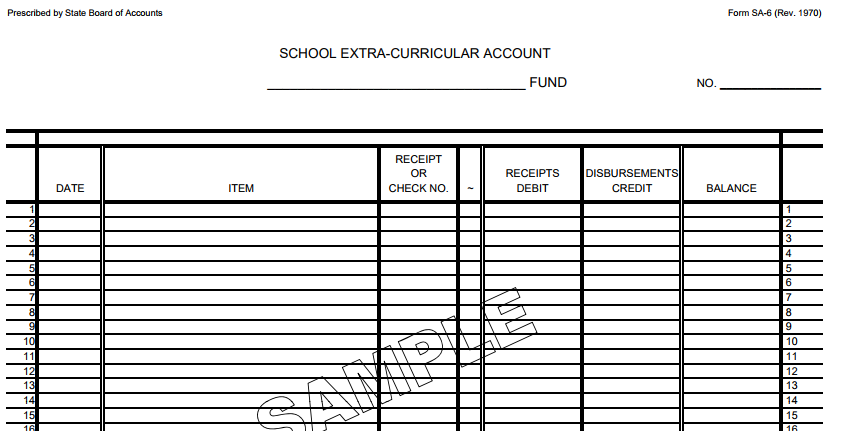 Prescribed by State Board of Accounts
Form SA-6 (Rev. 1970)
SCHOOL EXTRA-CURRICULAR ACCOUNT
FUND
NO.
DATE
ITEM
RECEIPT
OR
CHECK NO.
~
RECEIPTS
DEBIT
DISBURSEMENTS
CREDIT
BALANCE
1 1
2 2
3 3
4 4
5 5
6 6
7 7
8 8
9 9
10 10
11 11
12 12
13 13
14 14
15 15
16 16
SAMPLE